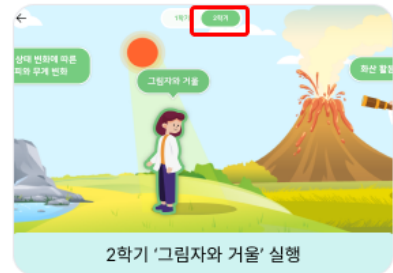 1학기 2학기
상태 변화에 따른
피와 무게 변화
그림자와 거울
화산 활
2학기 ‘그림자와 거울’ 실행